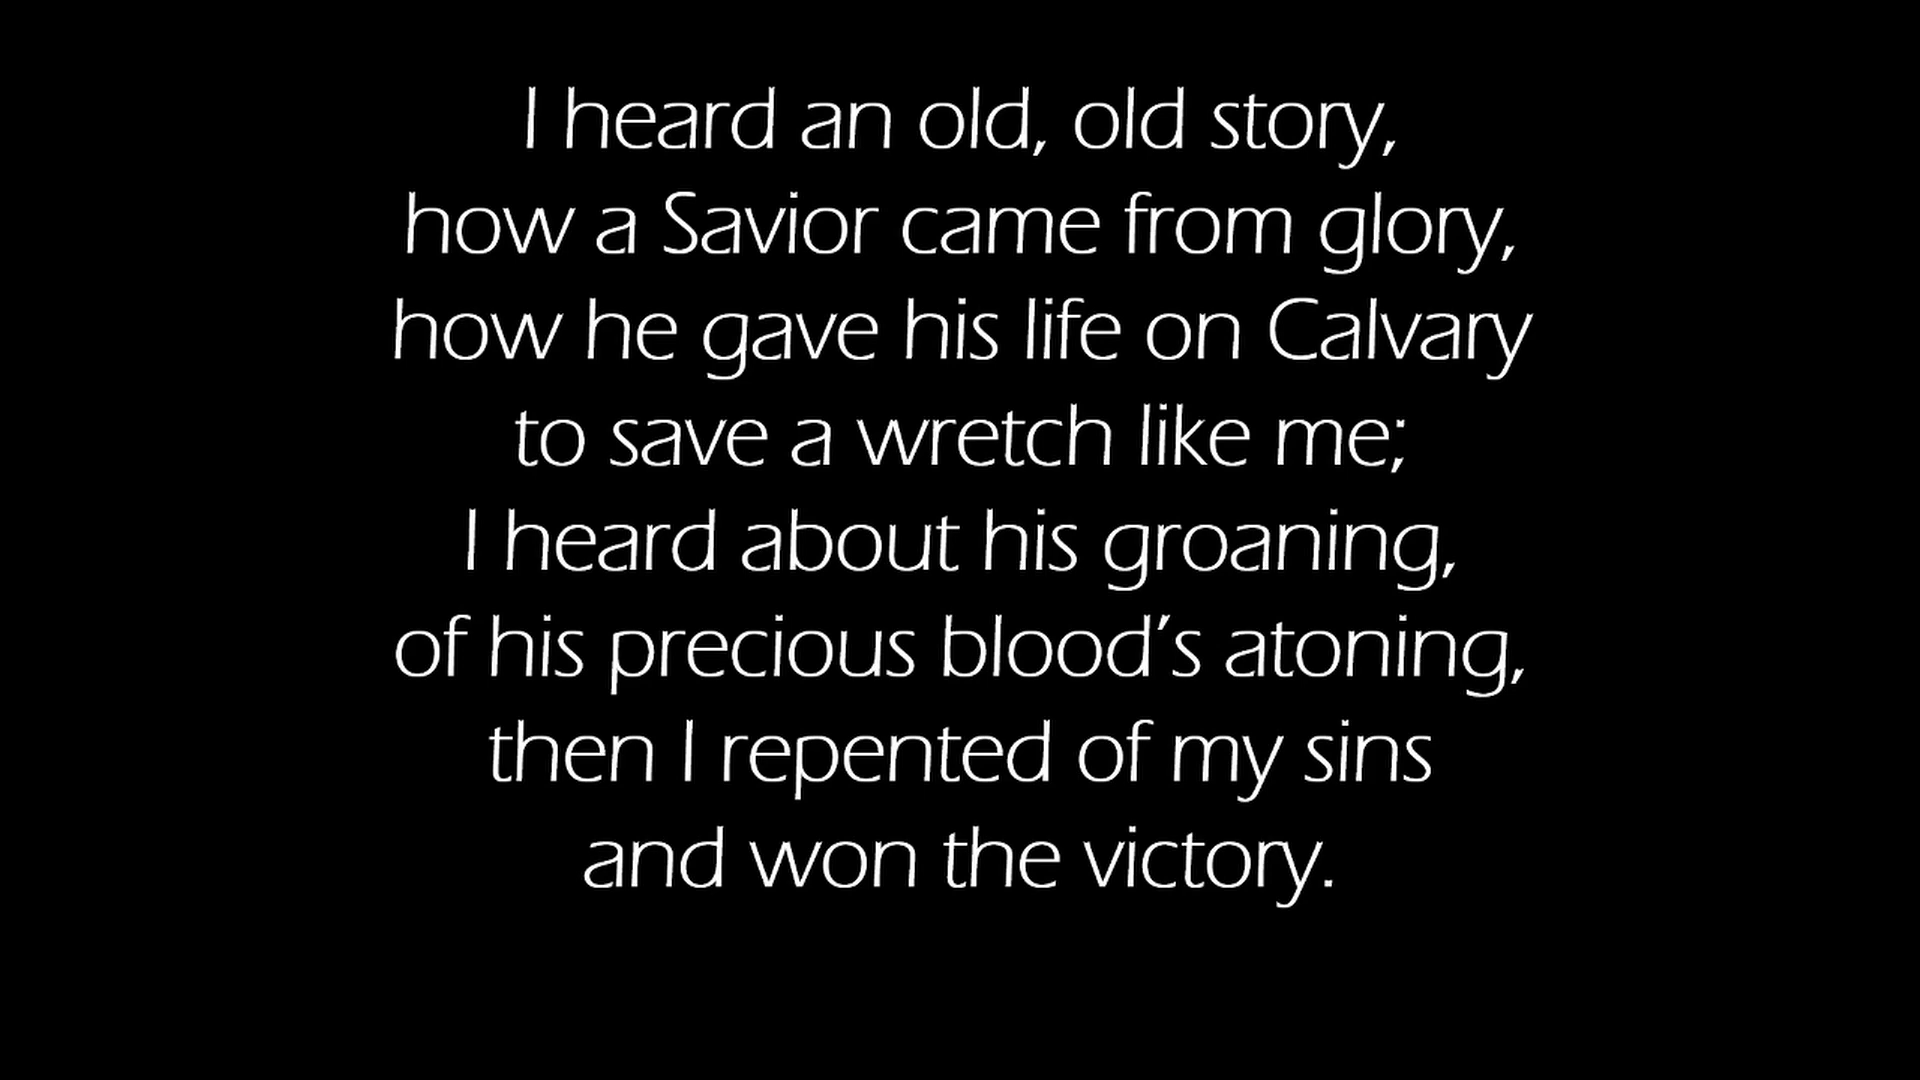 I heard an old, old story,
how a Savior came from glory,
how he gave his life on Calvary
to save a wretch like me;
I heard about his groaning,
of his precious blood’s atoning,
then I repented of my sins
and won the victory.